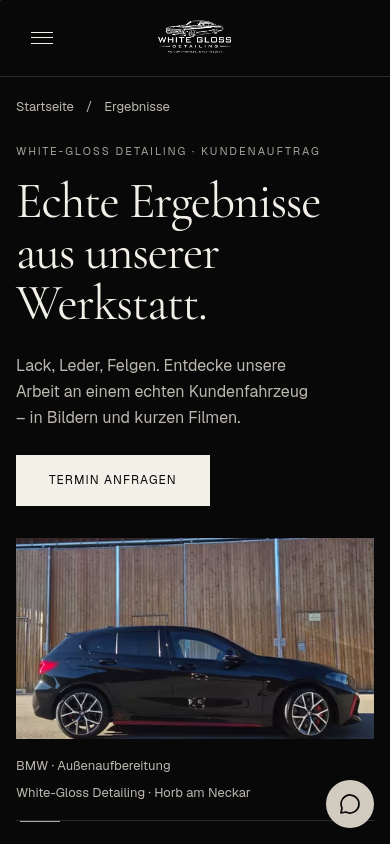 WHITE GLOSS
DETAILING
Startseite / Ergebnisse
WHITE-GLOSS DETAILING · KUNDENAUFTRAG
Echte Ergebnisse
aus unserer
Werkstatt.
Lack, Leder, Felgen. Entdecke unsere
Arbeit an einem echten Kundenfahrzeug
– in Bildern und kurzen Filmen.
TERMIN ANFRAGEN
BMW · Außenaufbereitung
White-Gloss Detailing · Horb am Neckar